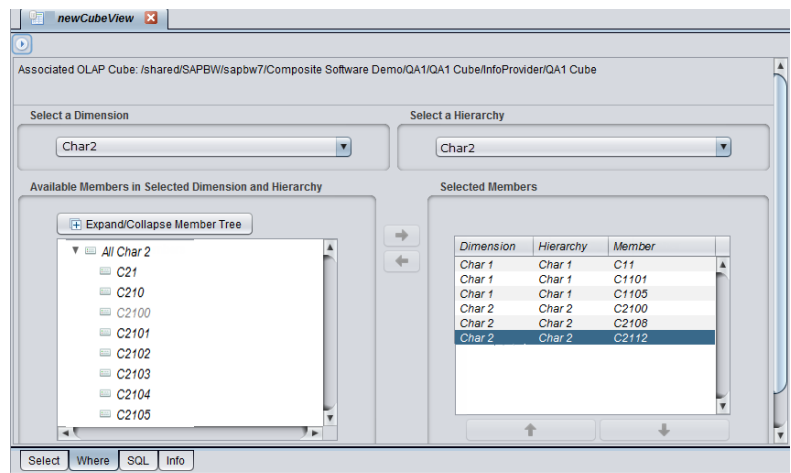 newCubeView
Associated OLAP Cube: /shared/SAPBW/sapbw7/Composite Software Demo/QA1/QA1 Cube/InfoProvider/QA1 Cube
Select a Dimension
Select a Hierarchy
Char2
Char2
Available Members in Selected Dimension and Hierarchy
Selected Members
Expand/Collapse Member Tree
All Char 2
C21
C210
C2100
C2101
C2102
C2103
C2104
C2105
Dimension Hierarchy Member
Char 1 Char 1 C11
Char 1 Char 1 C1101
Char 1 Char 1 C1105
Char 2 Char 2 C2100
Char 2 Char 2 C2108
Char 2 Char 2 C2112
Select Where SQL Info